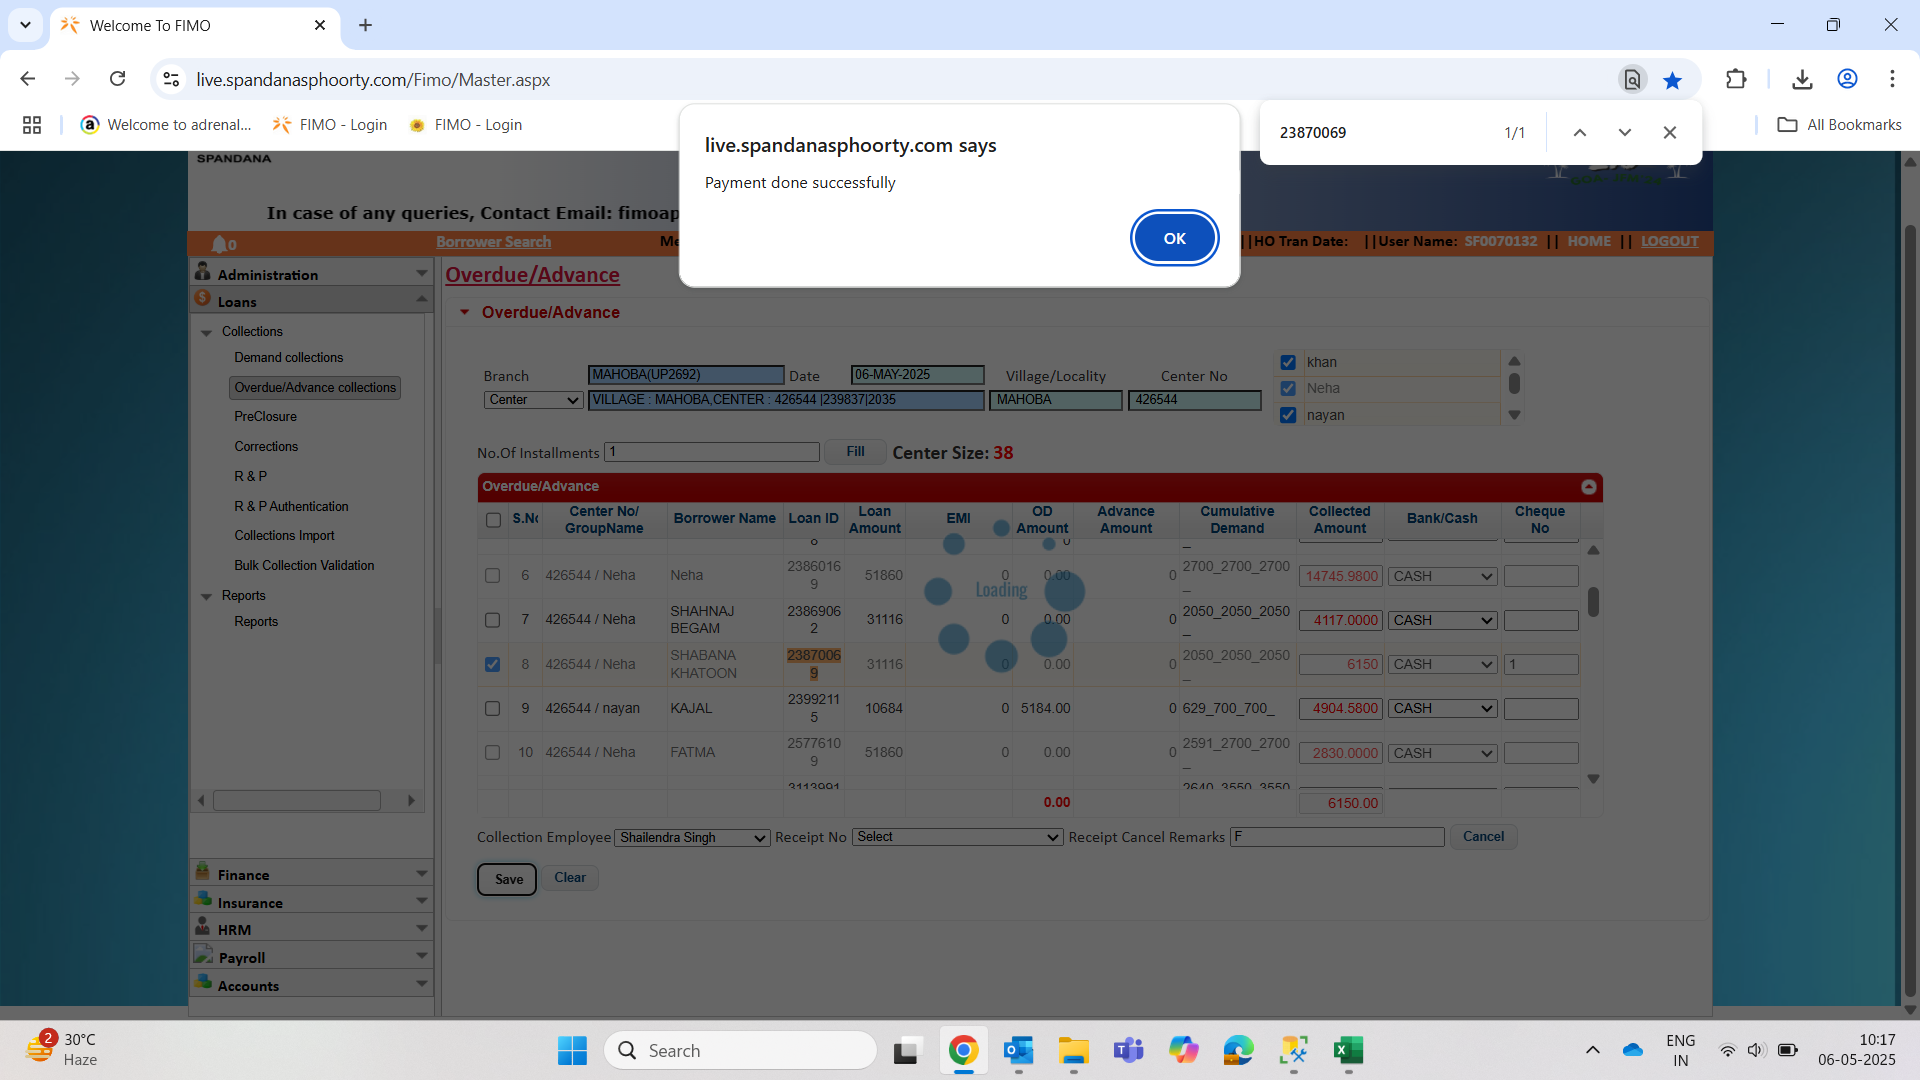 Welcome To FIMO
live.spandanasphoorty.com/Fimo/Master.aspx
Welcome to adrenal...
FIMO - Login
FIMO - Login
All Bookmarks
23870069
1/1
live.spandanasphoorty.com says
Payment done successfully
OK
SPANDANA
In case of any queries, Contact Email: fimoap
0
Borrower Search
Me
||HO Tran Date: ||User Name: SF0070132 || HOME || LOGOUT
Administration
Loans
Collections
Demand collections
Overdue/Advance collections
PreClosure
Corrections
R & P
R & P Authentication
Collections Import
Bulk Collection Validation
Reports
Reports
Finance
Insurance
HRM
Payroll
Accounts
Overdue/Advance
Overdue/Advance
Branch MAHOBA(UP2692) Date 06-MAY-2025 Village/Locality Center No
Center VILLAGE : MAHOBA,CENTER : 426544 |239837|2035 MAHOBA 426544
khan
Neha
nayan
No.Of Installments 1 Fill Center Size: 38
Overdue/Advance
S.No Center No/ GroupName Borrower Name Loan ID Loan Amount EMI OD Amount Advance Amount Cumulative Demand Collected Amount Bank/Cash Cheque No
8 0 _
6 426544 / Neha Neha 23860169 51860 0 0.00 0 2700_2700_2700_ 14745.9800 CASH
7 426544 / Neha SHAHNAJ BEGAM 23869062 31116 0 0.00 0 2050_2050_2050_ 4117.0000 CASH
8 426544 / Neha SHABANA KHATOON 23870069 31116 0 0.00 0 2050_2050_2050_ 6150 CASH 1
9 426544 / nayan KAJAL 23992115 10684 0 5184.00 0 629_700_700_ 4904.5800 CASH
10 426544 / Neha FATMA 25776109 51860 0 0.00 0 2591_2700_2700_ 2830.0000 CASH
3113991 2640_3550_3550
0.00 6150.00
Loading
Collection Employee Shailendra Singh Receipt No Select Receipt Cancel Remarks F Cancel
Save Clear
2
30°C
Haze
Search
ENG
IN
10:17
06-05-2025